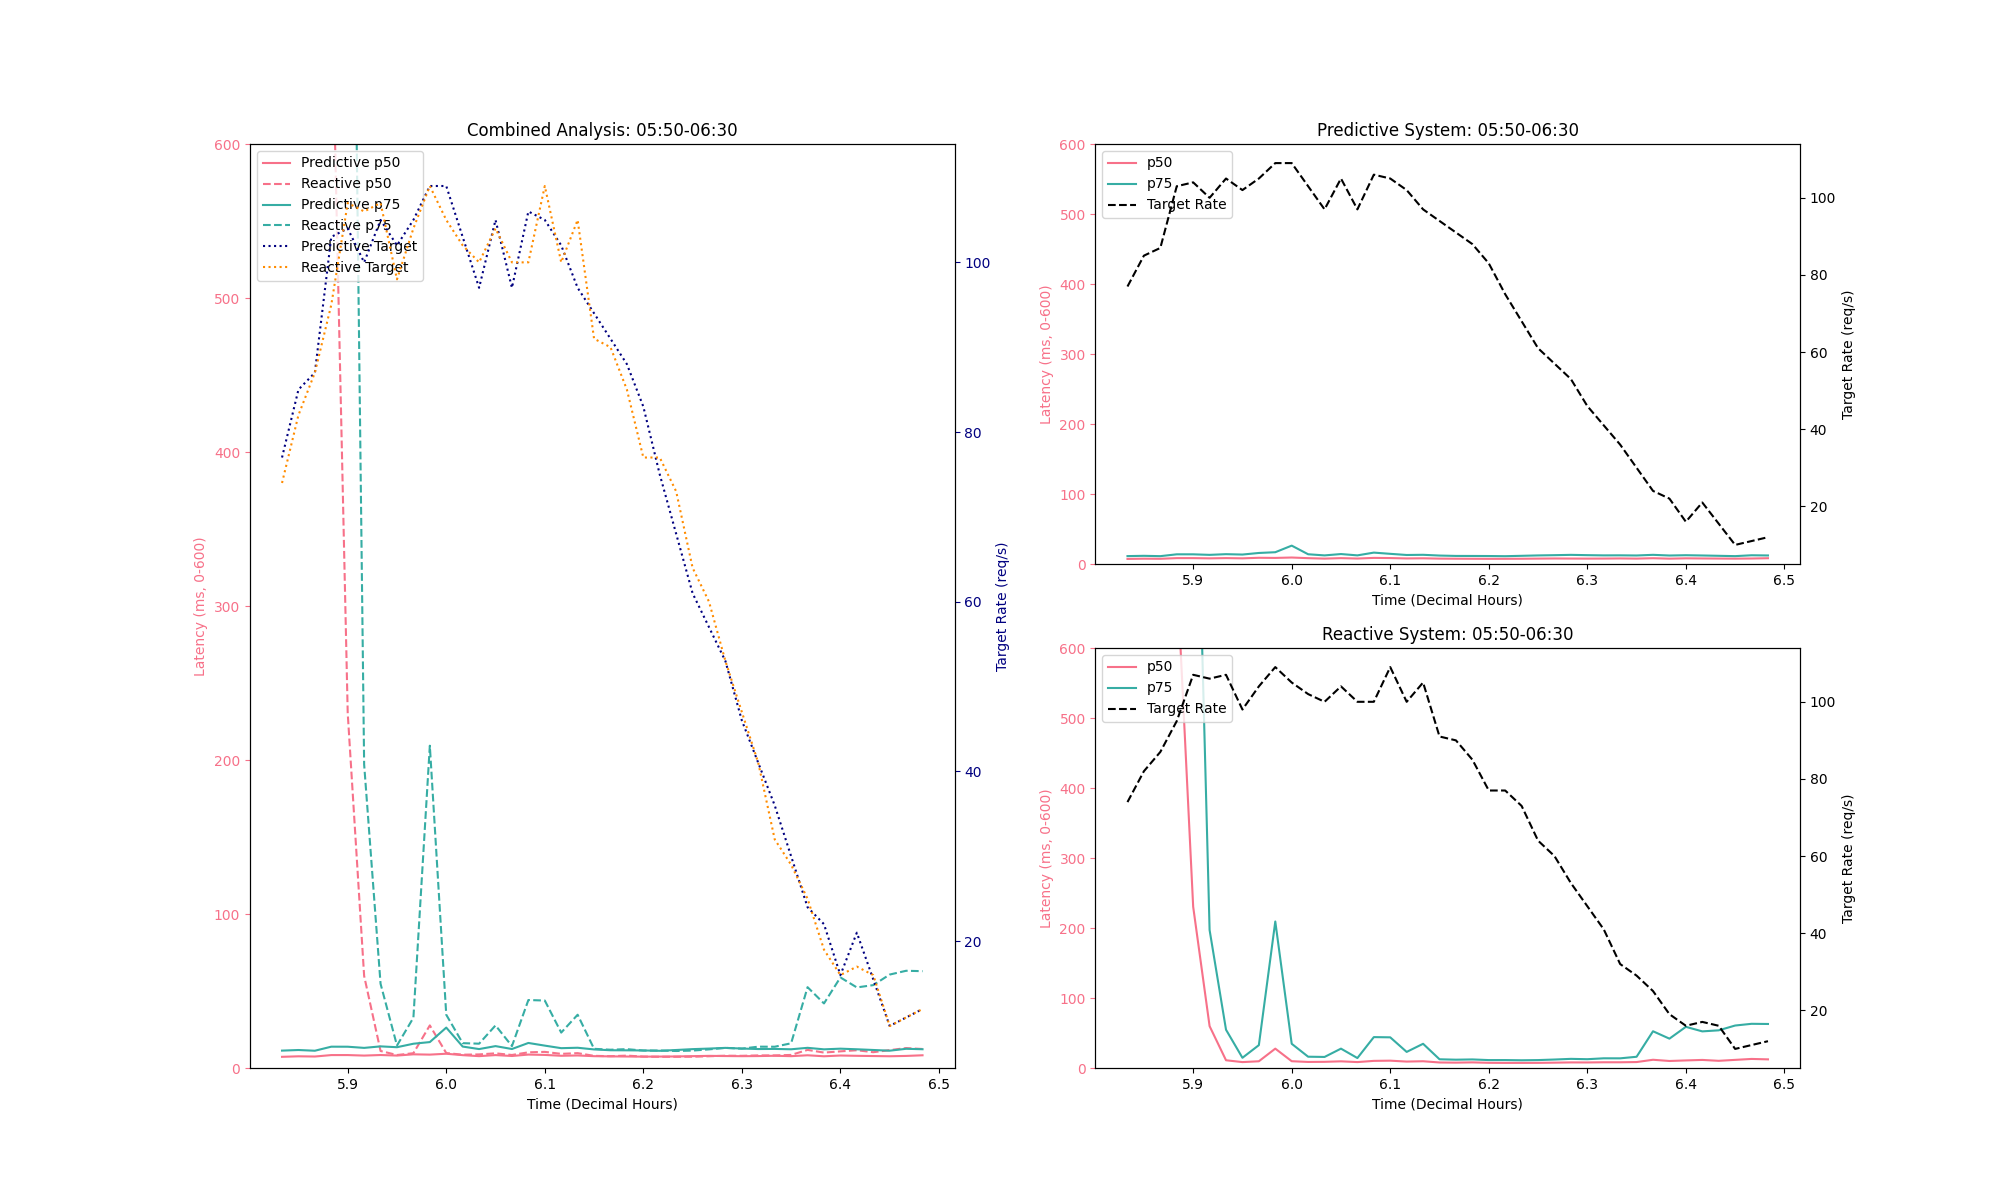 Combined Analysis: 05:50-06:30
Predictive p50
Reactive p50
Predictive p75
Reactive p75
Predictive Target
Reactive Target
600
500
400
300
200
100
0
Latency (ms, 0-600)
100
80
60
40
20
Target Rate (req/s)
5.9 6.0 6.1 6.2 6.3 6.4 6.5
Time (Decimal Hours)
Predictive System: 05:50-06:30
p50
p75
Target Rate
600
500
400
300
200
100
0
Latency (ms, 0-600)
100
80
60
40
20
Target Rate (req/s)
5.9 6.0 6.1 6.2 6.3 6.4 6.5
Time (Decimal Hours)
Reactive System: 05:50-06:30
p50
p75
Target Rate
600
500
400
300
200
100
0
Latency (ms, 0-600)
100
80
60
40
20
Target Rate (req/s)
5.9 6.0 6.1 6.2 6.3 6.4 6.5
Time (Decimal Hours)